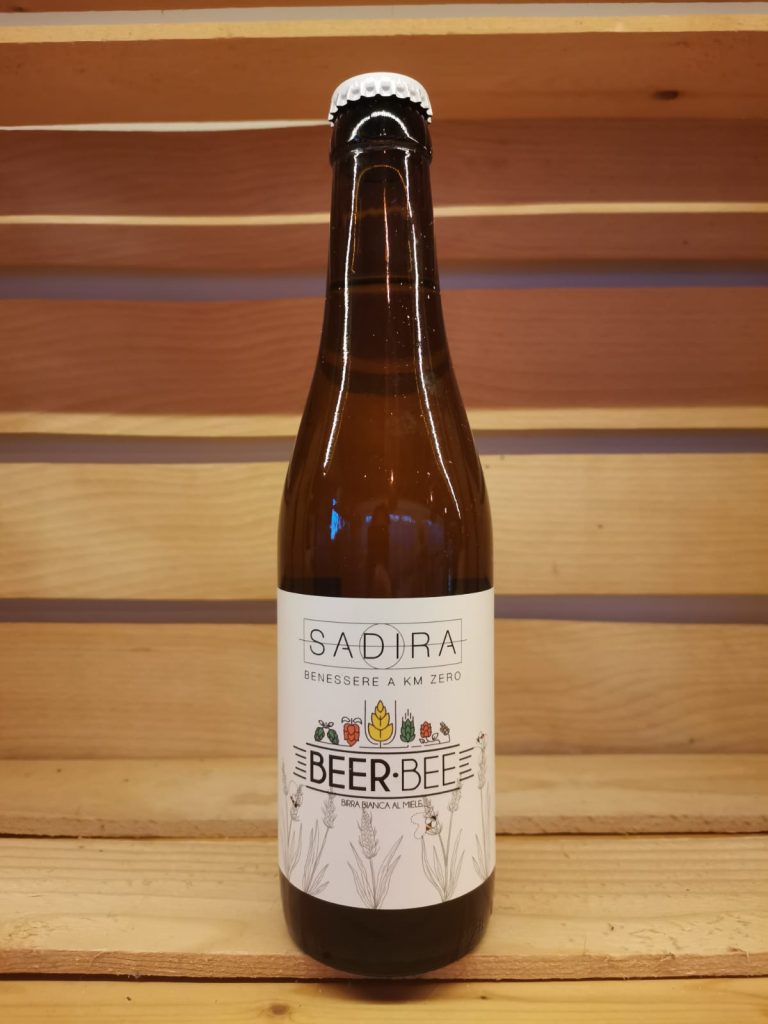 SADIRA
BENESSERE A KM ZERO
BEER·BEE
BIRRA BIANCA AL MIELE